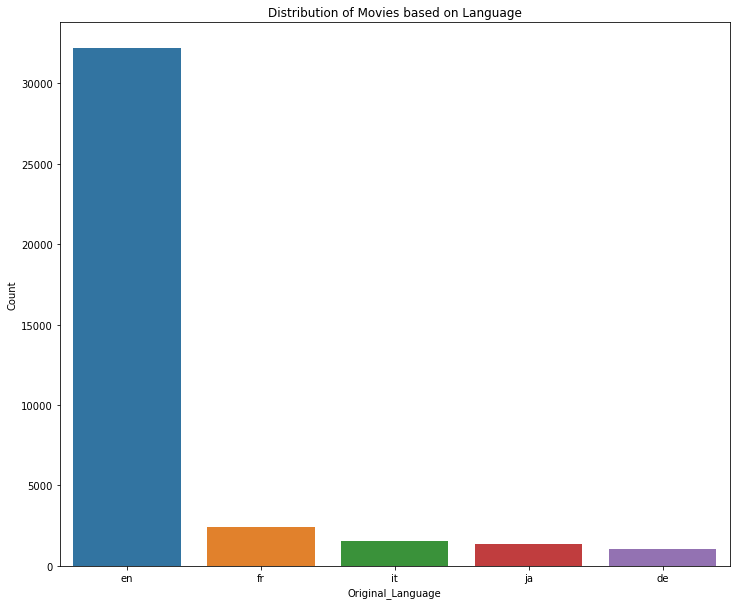 Distribution of Movies based on Language
30000
25000
20000
15000
10000
5000
0
Count
en fr it ja de
Original_Language